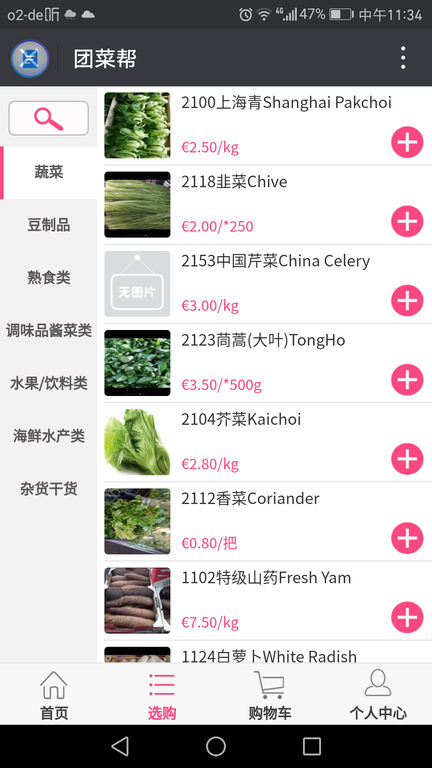 o2-de听 4G 47% 中午11:34
团菜帮
蔬菜
豆制品
熟食类
调味品酱菜类
水果/饮料类
海鲜水产类
杂货干货
2100上海青Shanghai Pakchoi
€2.50/kg
2118韭菜Chive
€2.00/*250
无图片
2153中国芹菜China Celery
€3.00/kg
2123茼蒿(大叶)TongHo
€3.50/*500g
2104芥菜Kaichoi
€2.80/kg
2112香菜Coriander
€0.80/把
1102特级山药Fresh Yam
€7.50/kg
1124白萝卜White Radish
首页
选购
购物车
个人中心